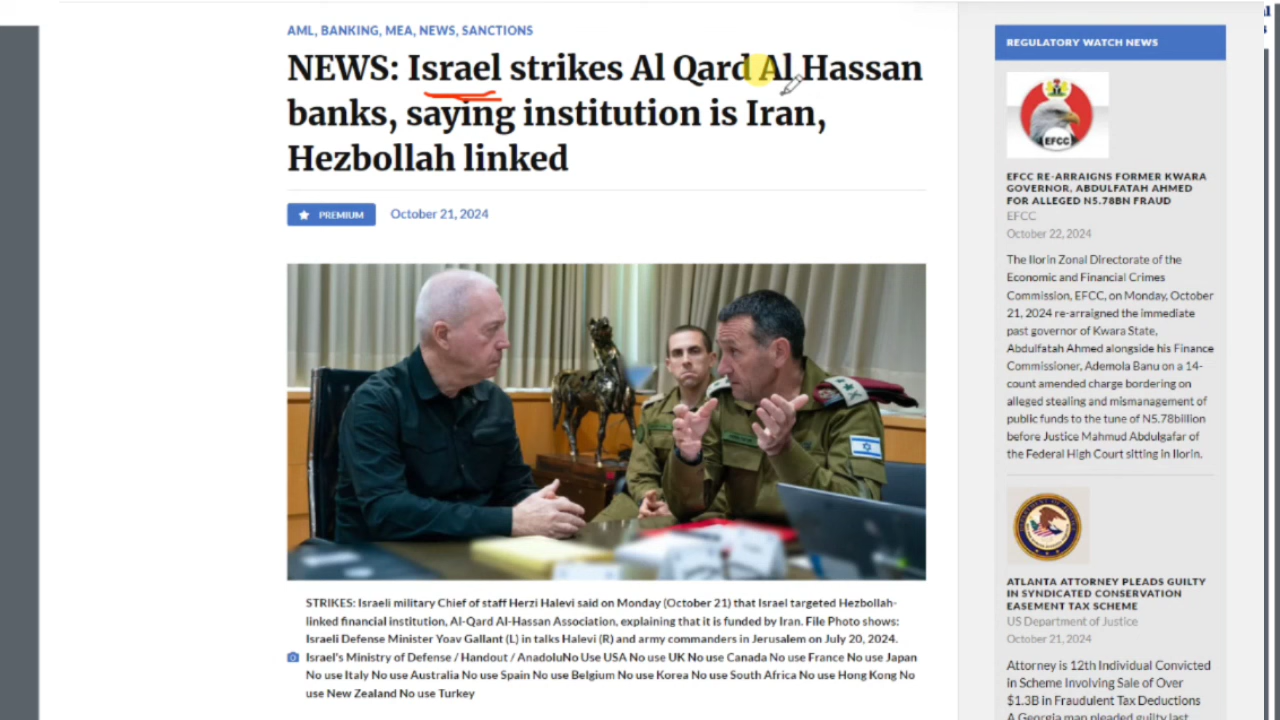 AML, BANKING, MEA, NEWS, SANCTIONS
NEWS: Israel strikes Al Qard Al Hassan
banks, saying institution is Iran,
Hezbollah linked
PREMIUM October 21, 2024
STRIKES: Israeli military Chief of staff Herzi Halevi said on Monday (October 21) that Israel targeted Hezbollah-
linked financial institution, Al-Qard Al-Hassan Association, explaining that it is funded by Iran. File Photo shows:
Israeli Defense Minister Yoav Gallant (L) in talks Halevi (R) and army commanders in Jerusalem on July 20, 2024.
Israel's Ministry of Defense / Handout / AnadoluNo Use USA No use UK No use Canada No use France No use Japan
No use Italy No use Australia No use Spain No use Belgium No use Korea No use South Africa No use Hong Kong No
use New Zealand No use Turkey
REGULATORY WATCH NEWS
EFCC
EFCC RE-ARRAIGNS FORMER KWARA
GOVERNOR, ABDULFATAH AHMED
FOR ALLEGED N5.78BN FRAUD
EFCC
October 22, 2024
The Ilorin Zonal Directorate of the
Economic and Financial Crimes
Commission, EFCC, on Monday, October
21, 2024 re-arraigned the immediate
past governor of Kwara State,
Abdulfatah Ahmed alongside his Finance
Commissioner, Ademola Banu on a 14-
count amended charge bordering on
alleged stealing and mismanagement of
public funds to the tune of N5.78billion
before Justice Mahmud Abdulgafar of
the Federal High Court sitting in Ilorin.
ATLANTA ATTORNEY PLEADS GUILTY
IN SYNDICATED CONSERVATION
EASEMENT TAX SCHEME
US Department of Justice
October 21, 2024
Attorney is 12th Individual Convicted
in Scheme Involving Sale of Over
$1.3B in Fraudulent Tax Deductions
A Georgia man pleaded guilty last